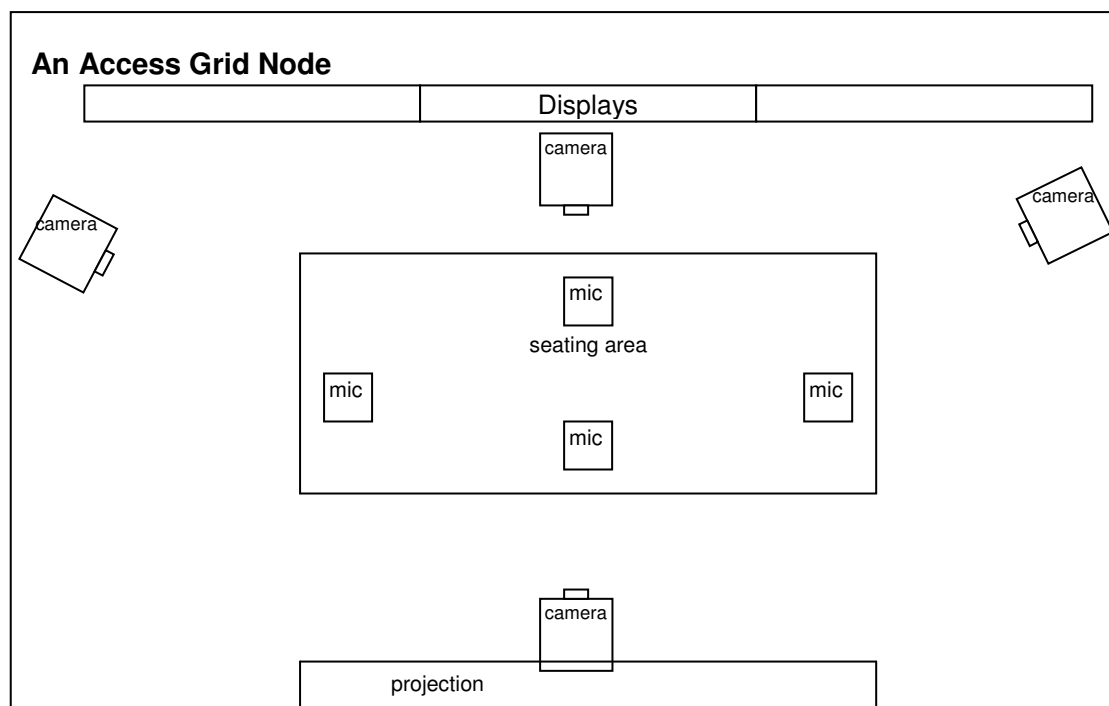 An Access Grid Node
Displays
camera
camera
camera
mic
seating area
mic
mic
mic
camera
projection